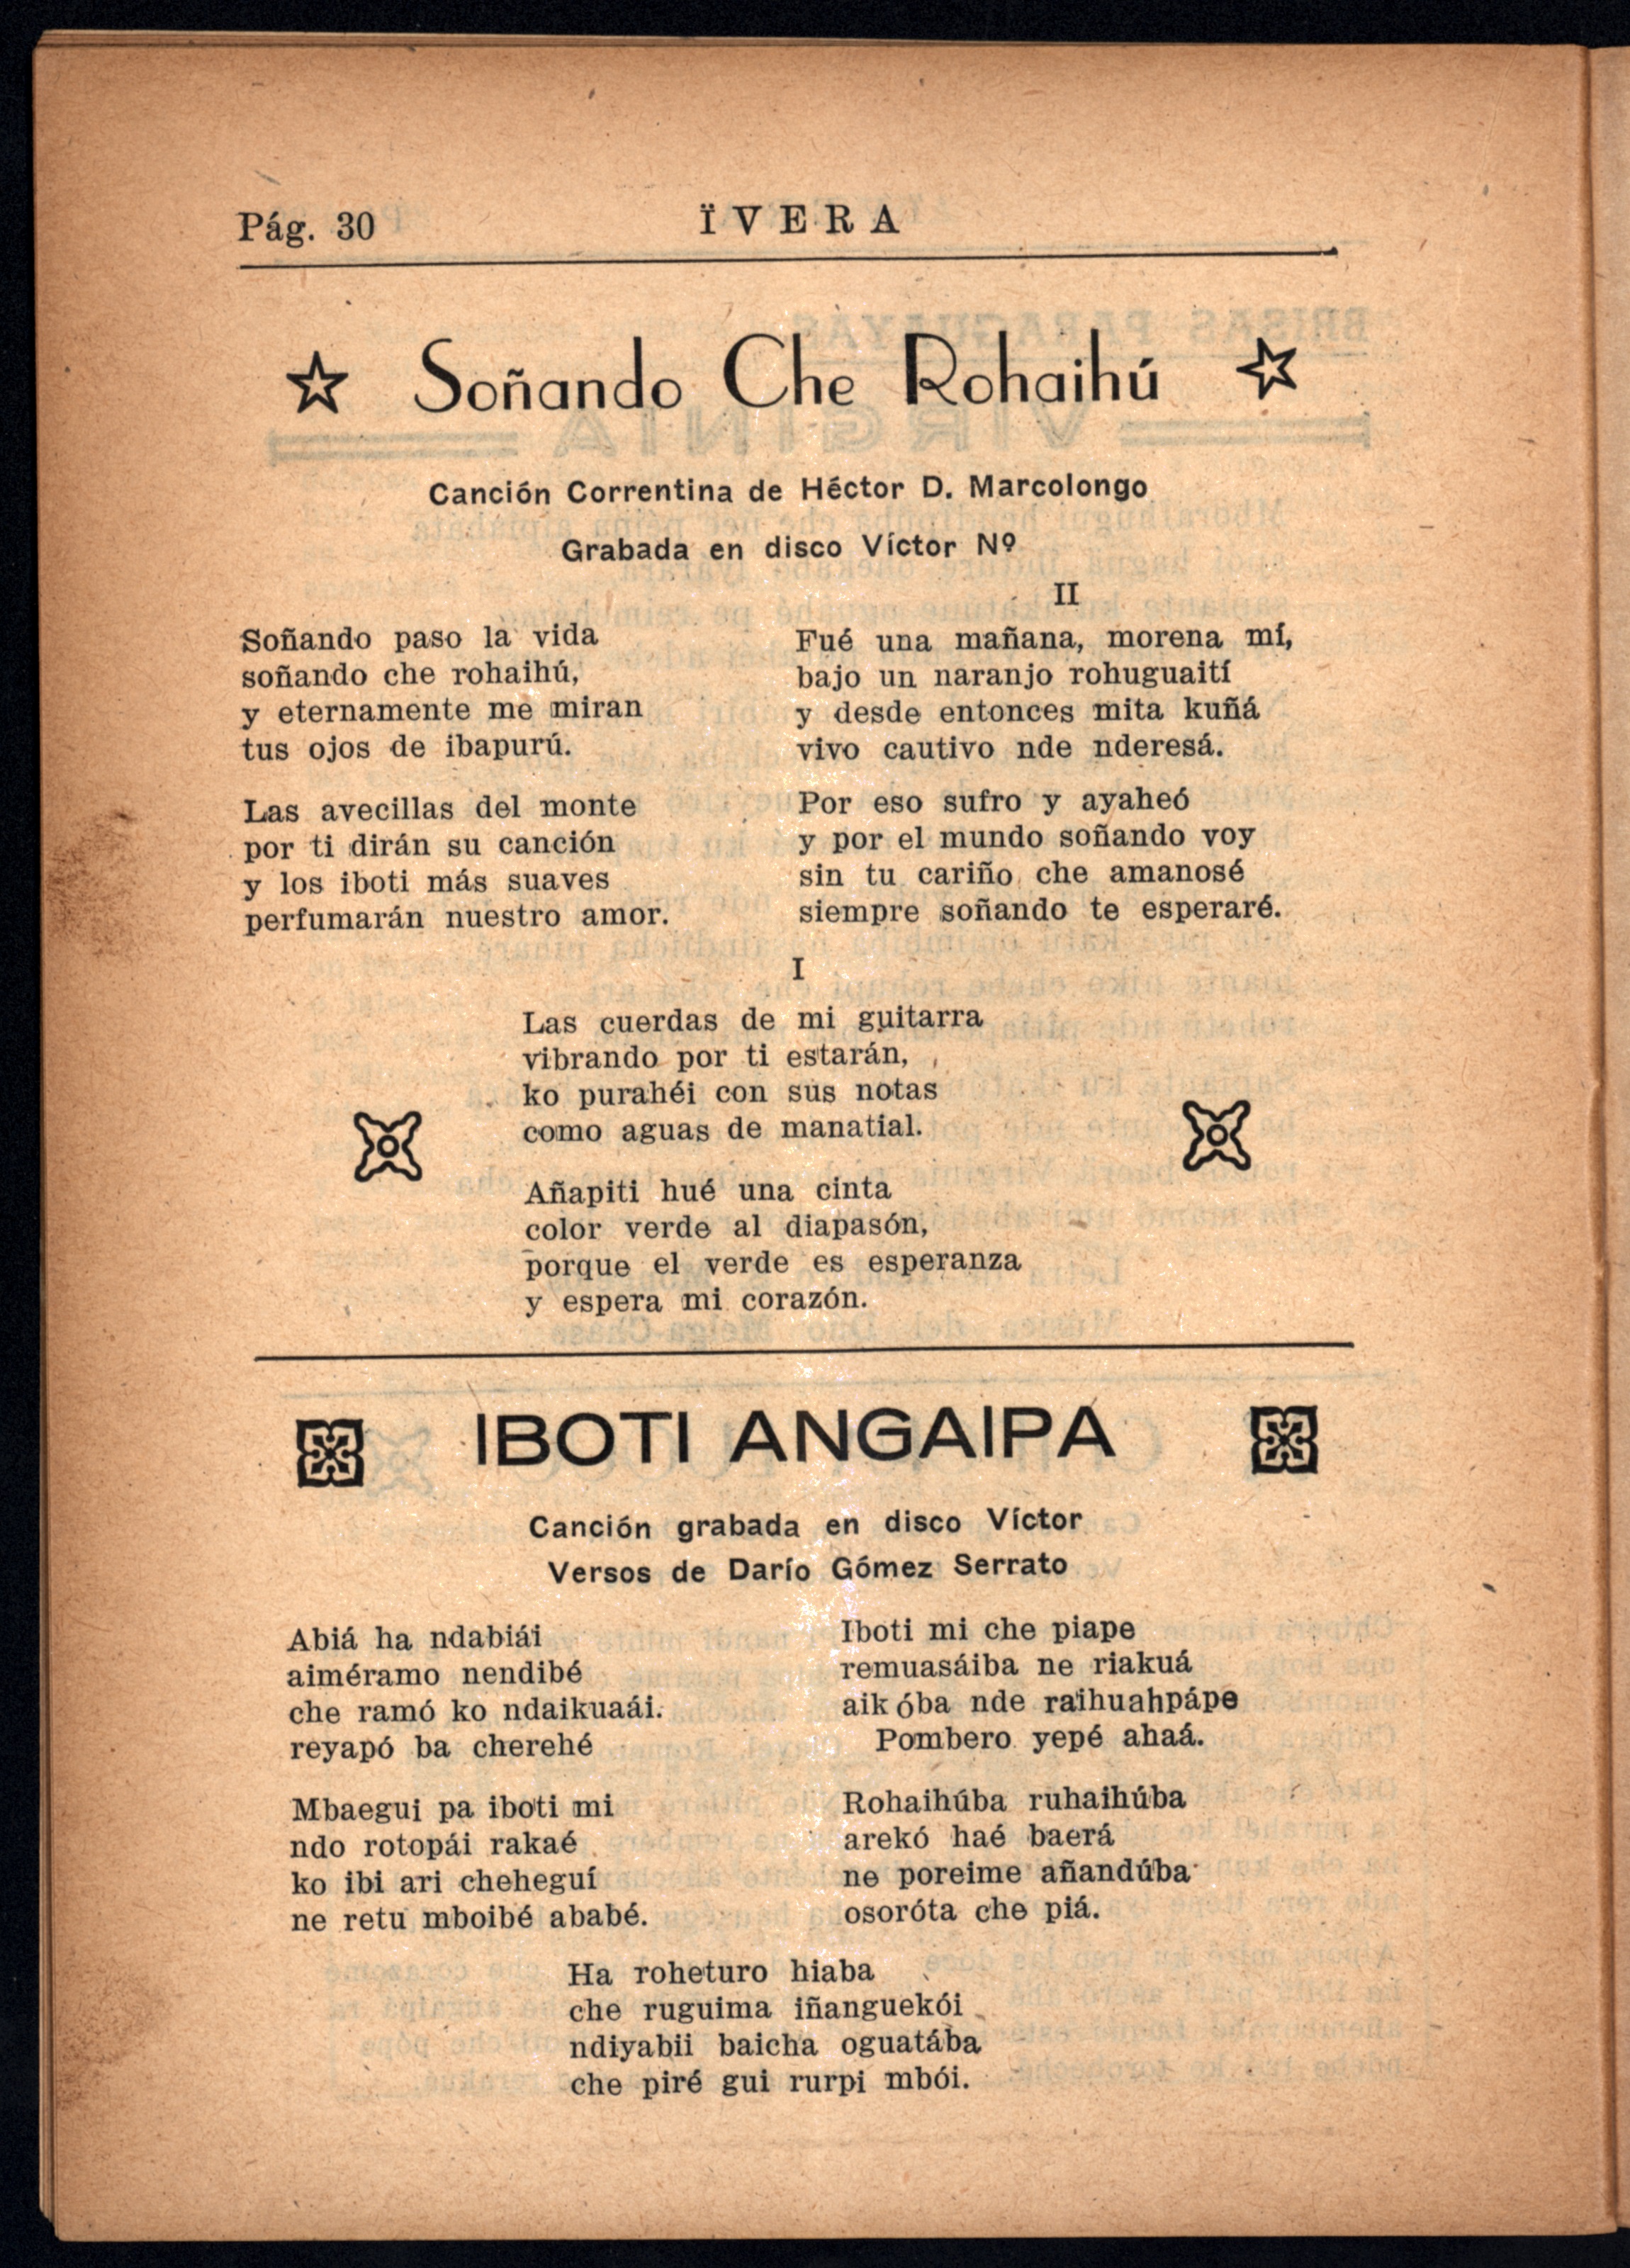 Pág. 30
ÏVERA
Soñando Che Rohaihú
Canción Correntina de Héctor D. Marcolongo
Grabada en disco Víctor Nº
Soñando paso la vida
soñando che rohaihú,
y eternamente me miran
tus ojos de ibapurú.
Las avecillas del monte
por ti dirán su canción
y los iboti más suaves
perfumarán nuestro amor.
II
Fué una mañana, morena mí,
bajo un naranjo rohuguaití
y desde entonces mita kuñá
vivo cautivo nde nderesá.
Por eso sufro y ayaheó
y por el mundo soñando voy
sin tu cariño che amanosé
siempre soñando te esperaré.
I
Las cuerdas de mi guitarra
vibrando por ti estarán,
ko purahéi con sus notas
como aguas de manatial.
Añapiti hué una cinta
color verde al diapasón,
porque el verde es esperanza
y espera mi corazón.
IBOTI ANGAIPA
Canción grabada en disco Víctor
Versos de Darío Gómez Serrato
Abiá ha ndabiái
aiméramo nendibé
che ramó ko ndaikuaái.
reyapó ba cherehé
Mbaegui pa iboti mi
ndo rotopái rakaé
ko ibi ari cheheguí
ne retu mboibé ababé.
Iboti mi che piape
remuasáiba ne riakuá
aik óba nde raihuahpápe
Pombero yepé ahaá.
Rohaihúba ruhaihúba
arekó haé baerá
ne poreime añandúba
osoróta che piá.
Ha roheturo hiaba
che ruguima iñanguekói
ndiyabii baicha oguatába
che piré gui rurpi mbói.